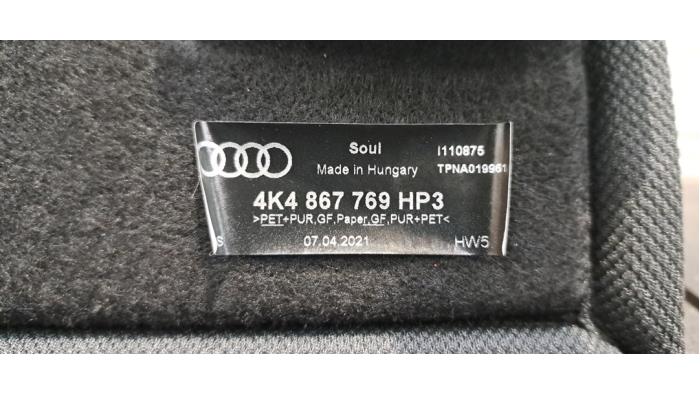 Soul I110875
Made in Hungary TPNA019961
4K4 867 769 HP3
>PET+PUR,GF,Paper,GF,PUR+PET<
S 07.04.2021 HW5